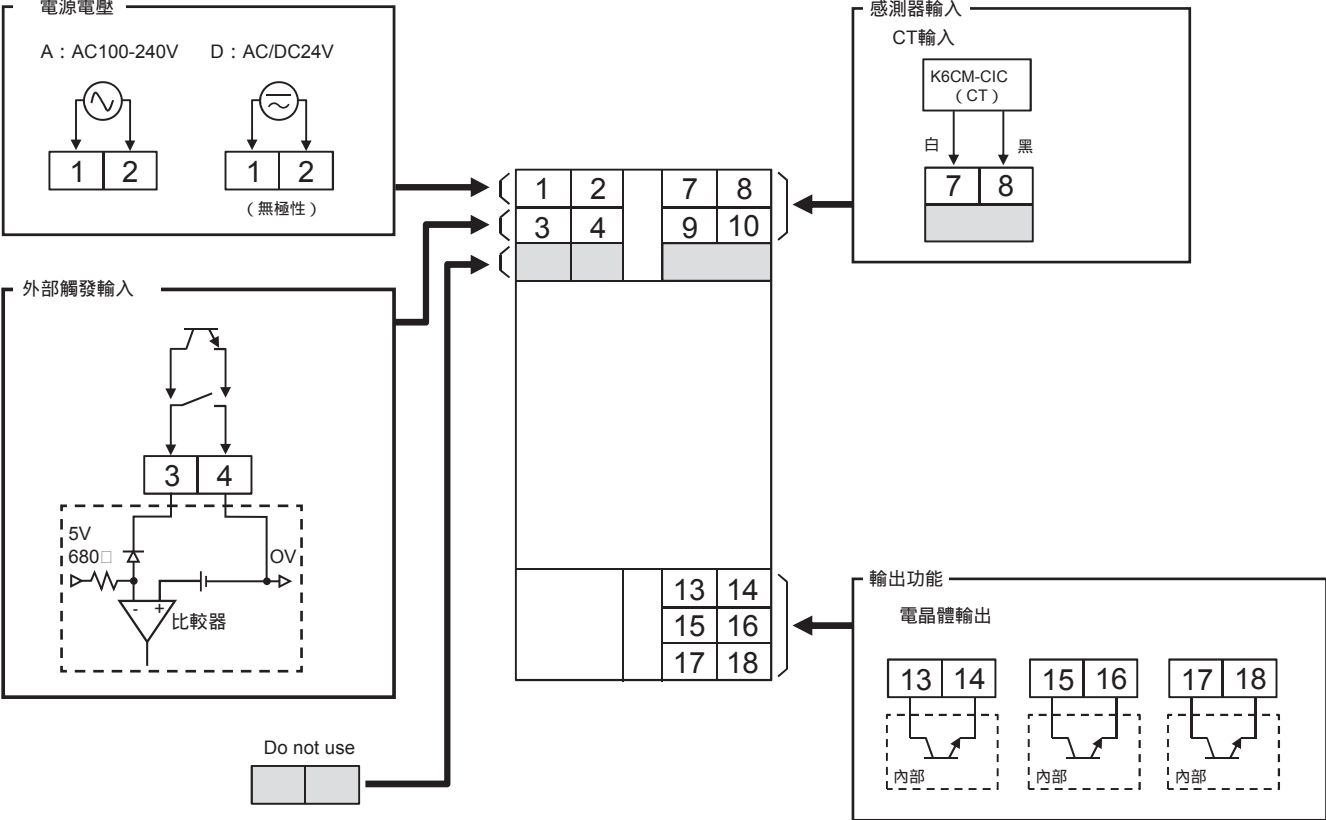 電源電壓
A：AC100-240V D：AC/DC24V
1 2
1 2
（無極性）
外部觸發輸入
3 4
5V
680□
OV
- +
比較器
Do not use
1 2 7 8
3 4 9 10
13 14
15 16
17 18
感測器輸入
CT輸入
K6CM-CIC
（CT）
白 黑
7 8
輸出功能
電晶體輸出
13 14
15 16
17 18
內部
內部
內部